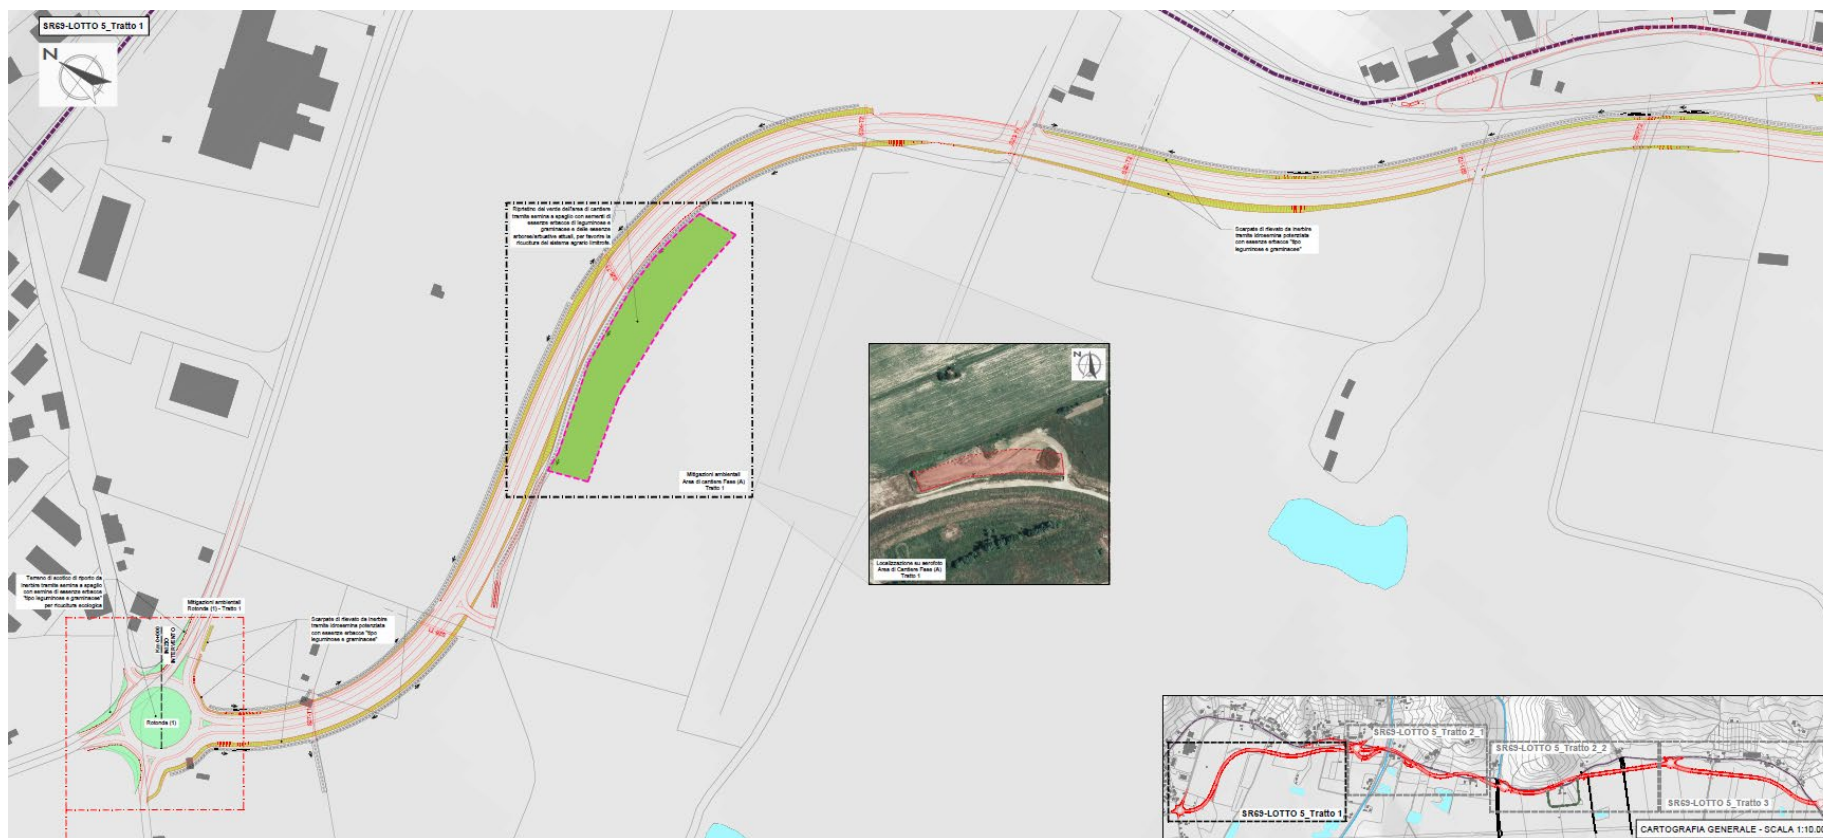 SR69-LOTTO 5_Tratto 1
N
Ripristino del verde dell'area di cantiere
tramite semina a spaglio con sementi di
essenze erbacee di leguminose e
graminacee e delle essenze
arboree/arbustive attuali, per favorire la
ricucitura del sistema agrario limitrofo.
Scarpate di rilevato da inerbire
tramite idrosemina potenziata
con essenze erbacee "tipo
leguminose e graminacee"
Mitigazioni ambientali
Area di cantiere Fase (A)
Tratto 1
N
Localizzazione su aerofoto
Area di Cantiere Fase (A)
Tratto 1
Terreno di scotico di riporto da
inerbire tramite semina a spaglio
con semina di essenze erbacee
"tipo leguminose e graminacee"
per ricucitura ecologica
Mitigazioni ambientali
Rotonda (1) - Tratto 1
Scarpate di rilevato da inerbire
tramite idrosemina potenziata
con essenze erbacee "tipo
leguminose e graminacee"
Km 0+000
INIZIO
INTERVENTO
Rotonda (1)
SR69-LOTTO 5_Tratto 2_1
SR69-LOTTO 5_Tratto 2_2
SR69-LOTTO 5_Tratto 1
SR69-LOTTO 5_Tratto 3
CARTOGRAFIA GENERALE - SCALA 1:10.00